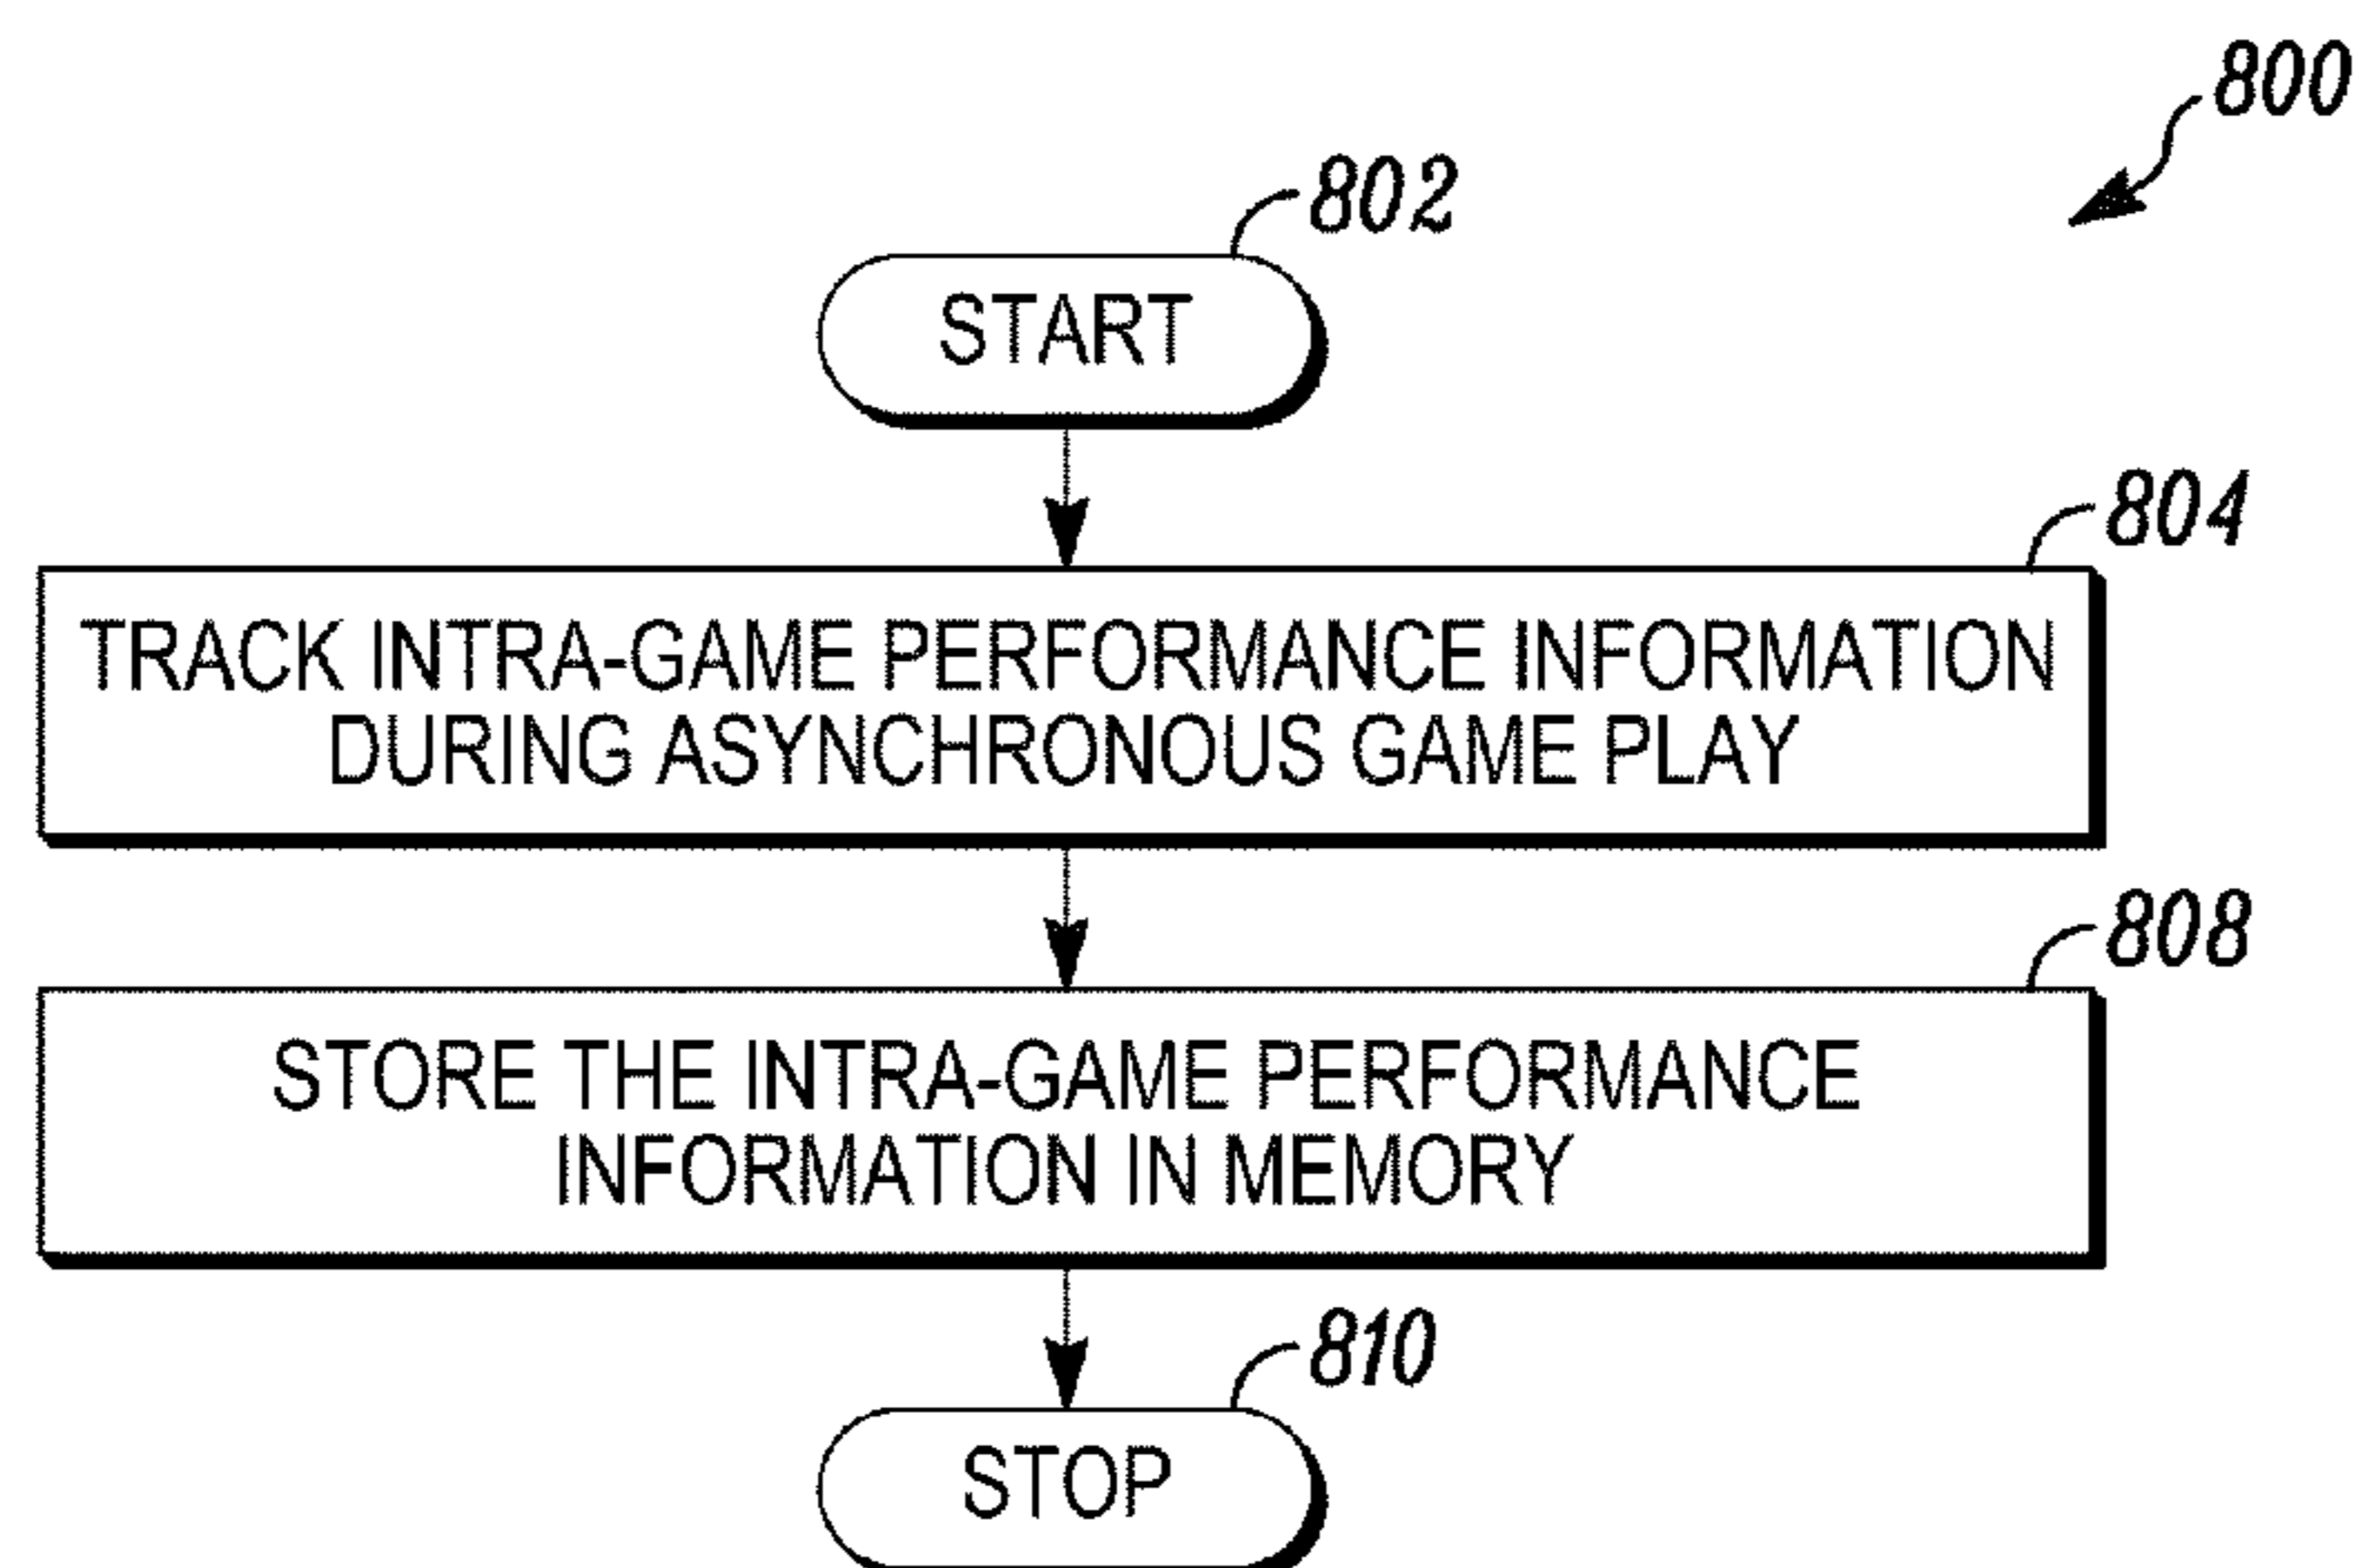 800
802
START
804
TRACK INTRA-GAME PERFORMANCE INFORMATION
DURING ASYNCHRONOUS GAME PLAY
808
STORE THE INTRA-GAME PERFORMANCE
INFORMATION IN MEMORY
810
STOP